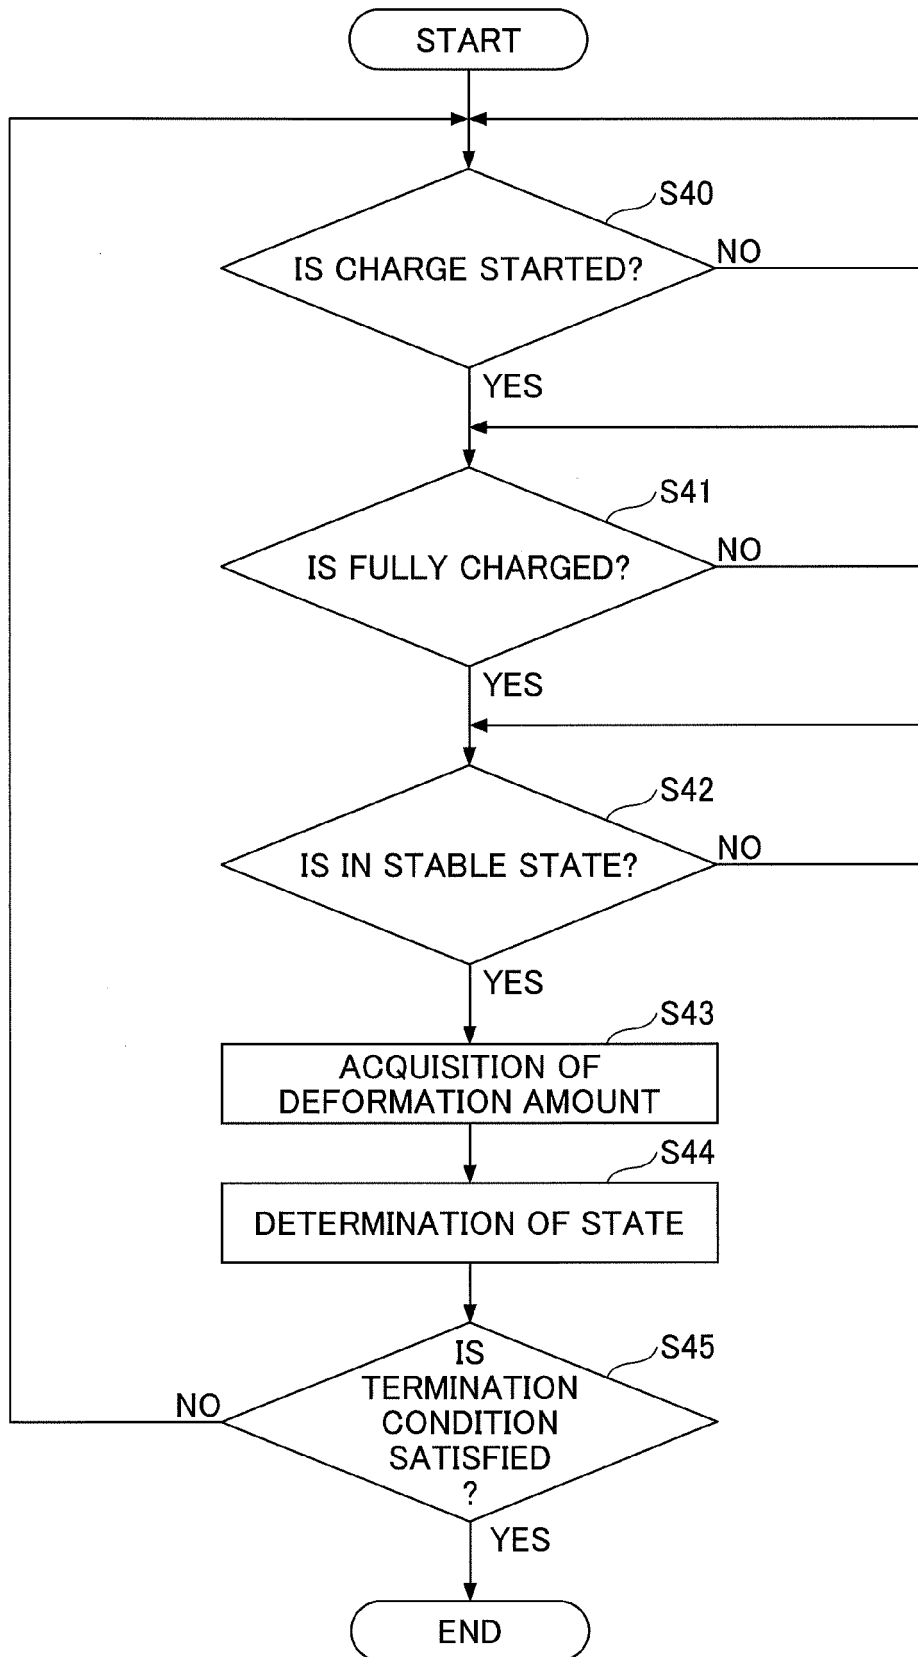 START
S40
IS CHARGE STARTED?
NO
YES
S41
IS FULLY CHARGED?
NO
YES
S42
IS IN STABLE STATE?
NO
YES
S43
ACQUISITION OF
DEFORMATION AMOUNT
S44
DETERMINATION OF STATE
S45
IS
TERMINATION
CONDITION
SATISFIED
?
NO
YES
END